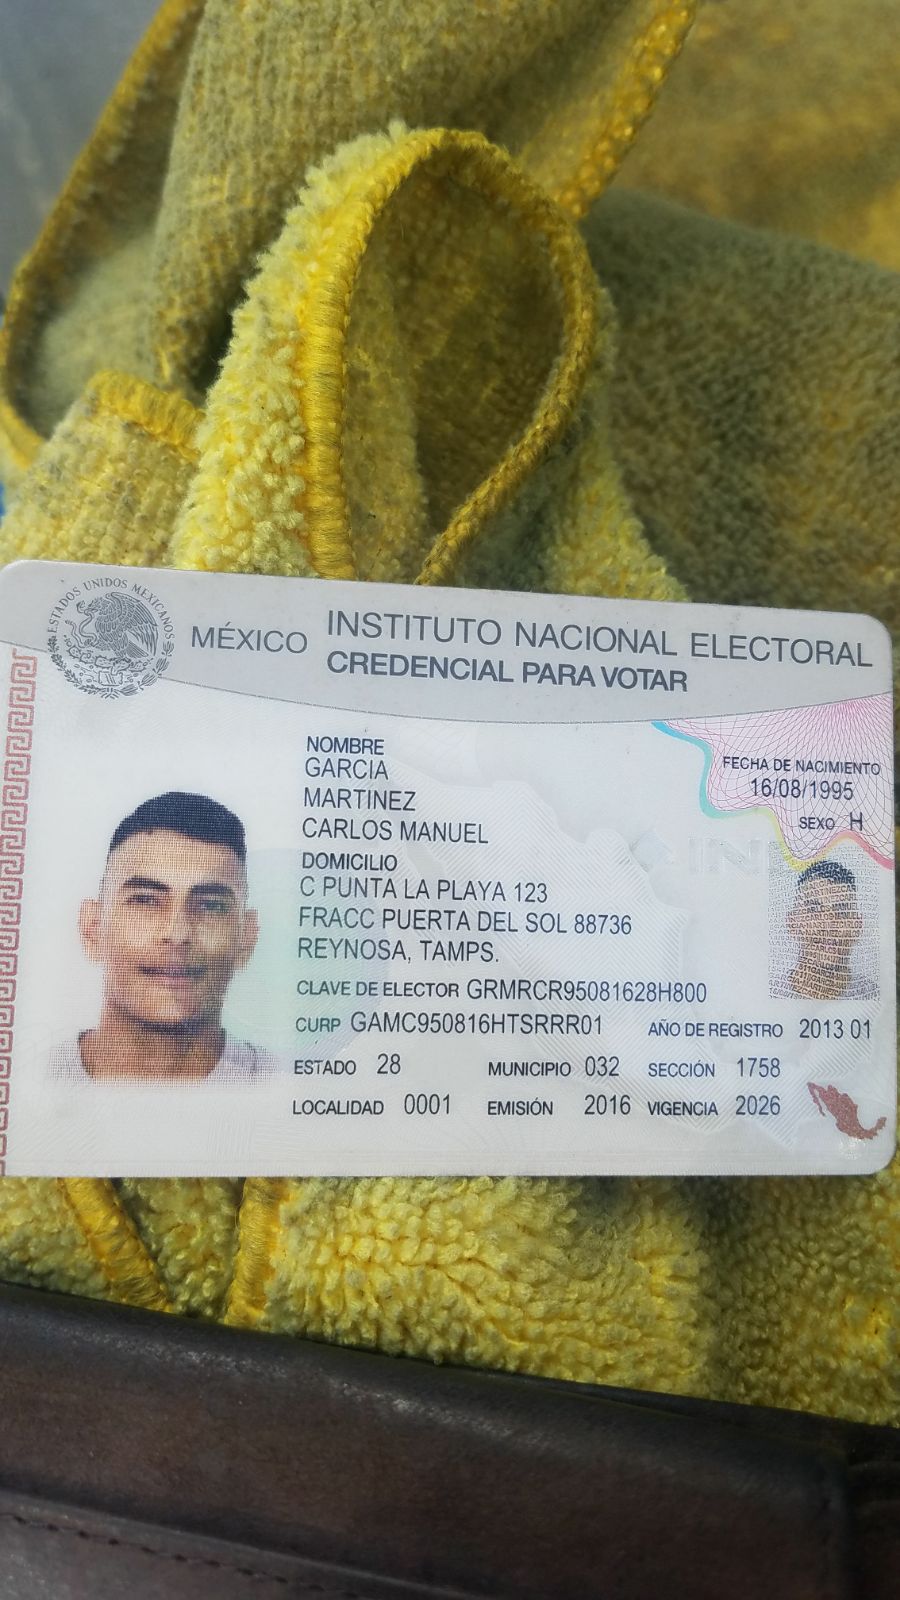 ESTADOS UNIDOS MEXICANOS
MÉXICO
INSTITUTO NACIONAL ELECTORAL
CREDENCIAL PARA VOTAR
NOMBRE
GARCIA
MARTINEZ
CARLOS MANUEL
FECHA DE NACIMIENTO
16/08/1995
SEXO H
DOMICILIO
C PUNTA LA PLAYA 123
FRACC PUERTA DEL SOL 88736
REYNOSA, TAMPS.
CLAVE DE ELECTOR GRMRCR95081628H800
CURP GAMC950816HTSRRR01 AÑO DE REGISTRO 2013 01
ESTADO 28 MUNICIPIO 032 SECCIÓN 1758
LOCALIDAD 0001 EMISIÓN 2016 VIGENCIA 2026